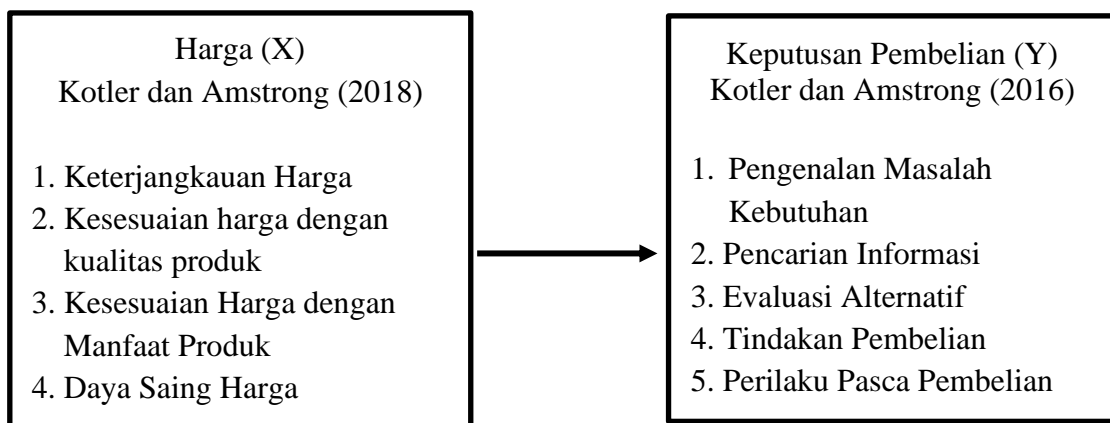 Harga (X)
Kotler dan Amstrong (2018)
1. Keterjangkauan Harga
2. Kesesuaian harga dengan
kualitas produk
3. Kesesuaian Harga dengan
Manfaat Produk
4. Daya Saing Harga
Keputusan Pembelian (Y)
Kotler dan Amstrong (2016)
1. Pengenalan Masalah
Kebutuhan
2. Pencarian Informasi
3. Evaluasi Alternatif
4. Tindakan Pembelian
5. Perilaku Pasca Pembelian